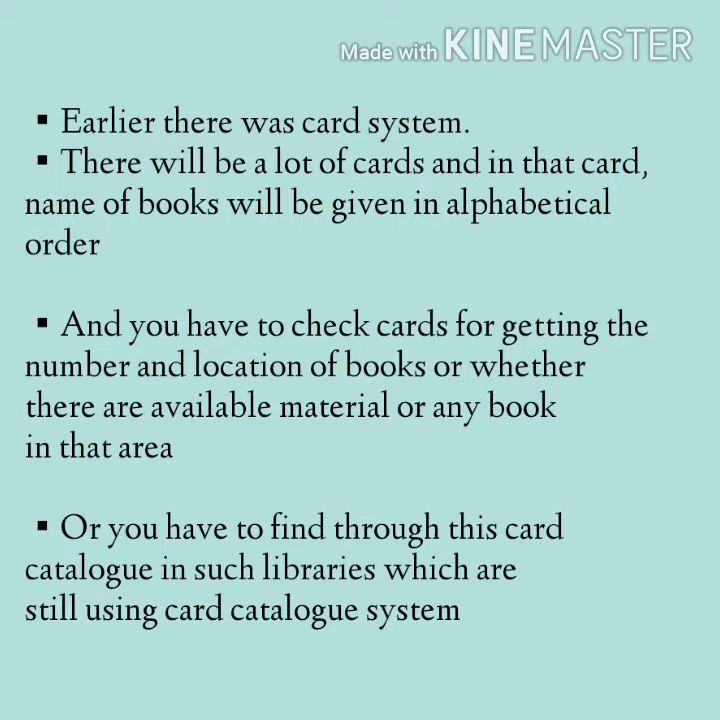 Made with KINEMASTER
▪ Earlier there was card system.
▪ There will be a lot of cards and in that card,
name of books will be given in alphabetical
order
▪ And you have to check cards for getting the
number and location of books or whether
there are available material or any book
in that area
▪ Or you have to find through this card
catalogue in such libraries which are
still using card catalogue system